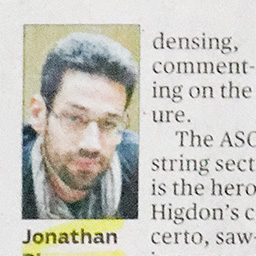 Jonathan
densing,
comment-
ing on the
ure.
The ASO
string sect
is the hero
Higdon's c
certo, saw-